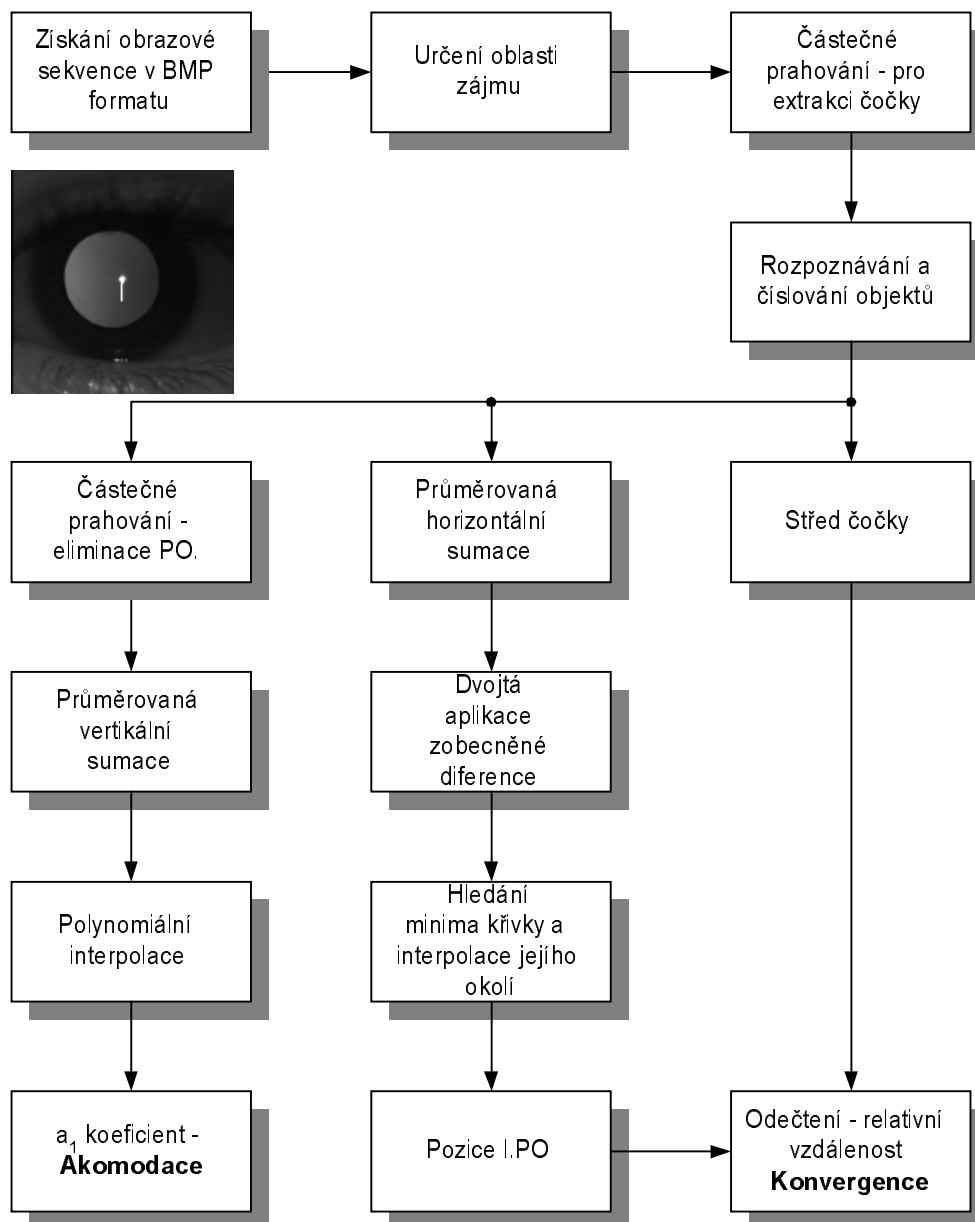 Získání obrazové
sekvence v BMP
formatu
Určení oblasti
zájmu
Částečné
prahování - pro
extrakci čočky
Rozpoznávání a
číslování objektů
Částečné
prahování -
eliminace PO.
Průměrovaná
horizontální
sumace
Střed čočky
Průměrovaná
vertikální
sumace
Dvojtá
aplikace
zobecněné
diference
Polynomiální
interpolace
Hledání
minima křivky a
interpolace jejího
okolí
a₁ koeficient -
Akomodace
Pozice I.PO
Odečtení - relativní
vzdálenost
Konvergence